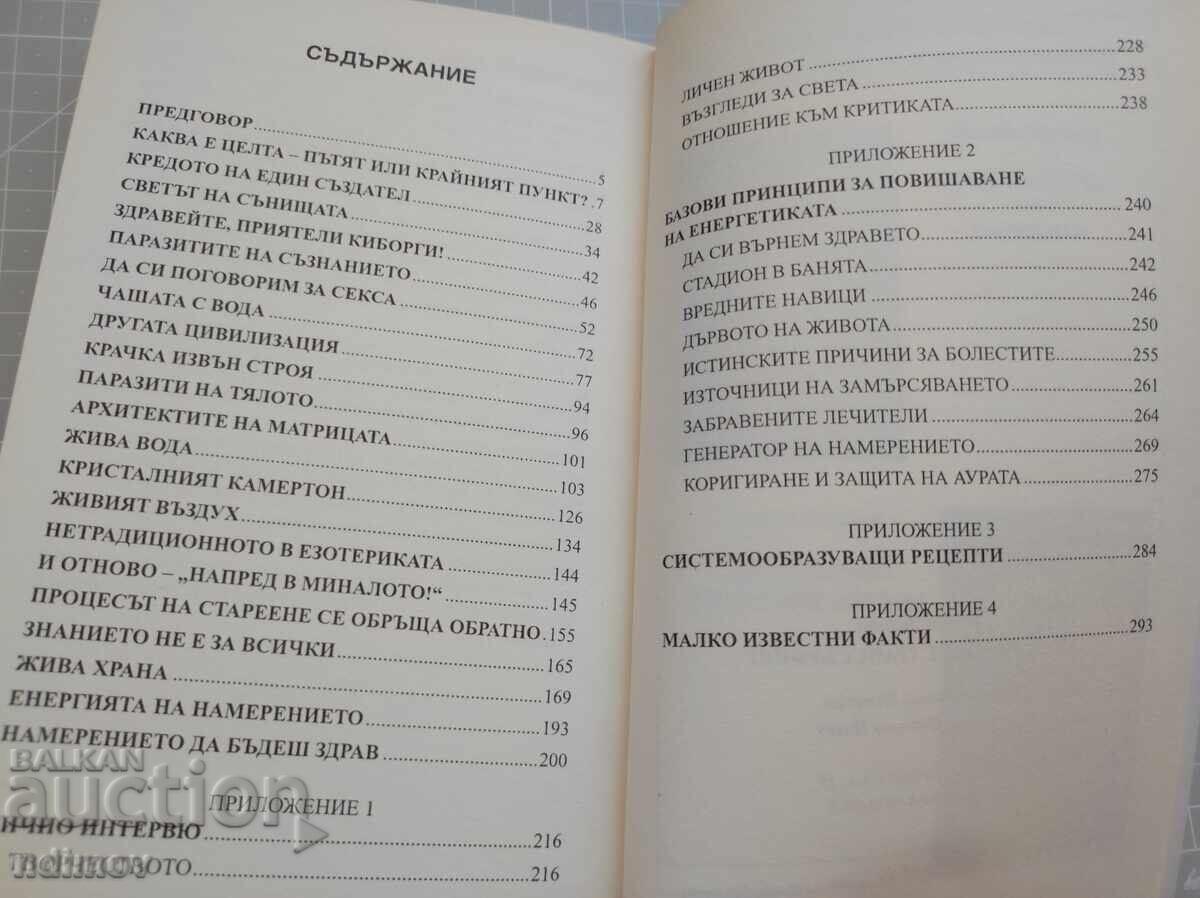 СЪДЪРЖАНИЕ
ПРЕДГОВОР 5
КАКВА Е ЦЕЛТА – ПЪТЯТ ИЛИ КРАЙНИЯТ ПУНКТ? 7
КРЕДОТО НА ЕДИН СЪЗДАТЕЛ 28
СВЕТЪТ НА СЪНИЩАТА 34
ЗДРАВЕЙТЕ, ПРИЯТЕЛИ КИБОРГИ! 42
ПАРАЗИТИТЕ НА СЪЗНАНИЕТО 46
ДА СИ ПОГОВОРИМ ЗА СЕКСА 52
ЧАШАТА С ВОДА 72
ДРУГАТА ЦИВИЛИЗАЦИЯ 77
КРАЧКА ИЗВЪН СТРОЯ 94
ПАРАЗИТИ НА ТЯЛОТО 96
АРХИТЕКТИТЕ НА МАТРИЦАТА 101
ЖИВА ВОДА 103
КРИСТАЛНИЯТ КАМЕРТОН 126
ЖИВИЯТ ВЪЗДУХ 134
НЕТРАДИЦИОННОТО В ЕЗОТЕРИКАТА 144
И ОТНОВО – „НАПРЕД В МИНАЛОТО!“ 145
ПРОЦЕСЪТ НА СТАРЕЕНЕ СЕ ОБРЪЩА ОБРАТНО 155
ЗНАНИЕТО НЕ Е ЗА ВСИЧКИ 165
ЖИВА ХРАНА 169
ЕНЕРГИЯТА НА НАМЕРЕНИЕТО 193
НАМЕРЕНИЕТО ДА БЪДЕШ ЗДРАВ 200
ПРИЛОЖЕНИЕ 1
ИЧНО ИНТЕРВЮ 216
216
ЛИЧЕН ЖИВОТ 228
ВЪЗГЛЕДИ ЗА СВЕТА 233
ОТНОШЕНИЕ КЪМ КРИТИКАТА 238
ПРИЛОЖЕНИЕ 2
БАЗОВИ ПРИНЦИПИ ЗА ПОВИШАВАНЕ
НА ЕНЕРГЕТИКАТА 240
ДА СИ ВЪРНЕМ ЗДРАВЕТО 241
СТАДИОН В БАНЯТА 242
ВРЕДНИТЕ НАВИЦИ 246
ДЪРВОТО НА ЖИВОТА 250
ИСТИНСКИТЕ ПРИЧИНИ ЗА БОЛЕСТИТЕ 255
ИЗТОЧНИЦИ НА ЗАМЪРСЯВАНЕТО 261
ЗАБРАВЕНИТЕ ЛЕЧИТЕЛИ 264
ГЕНЕРАТОР НА НАМЕРЕНИЕТО 269
КОРИГИРАНЕ И ЗАЩИТА НА АУРАТА 275
ПРИЛОЖЕНИЕ 3
СИСТЕМООБРАЗУВАЩИ РЕЦЕПТИ 284
ПРИЛОЖЕНИЕ 4
МАЛКО ИЗВЕСТНИ ФАКТИ 293
BALKAN
auction